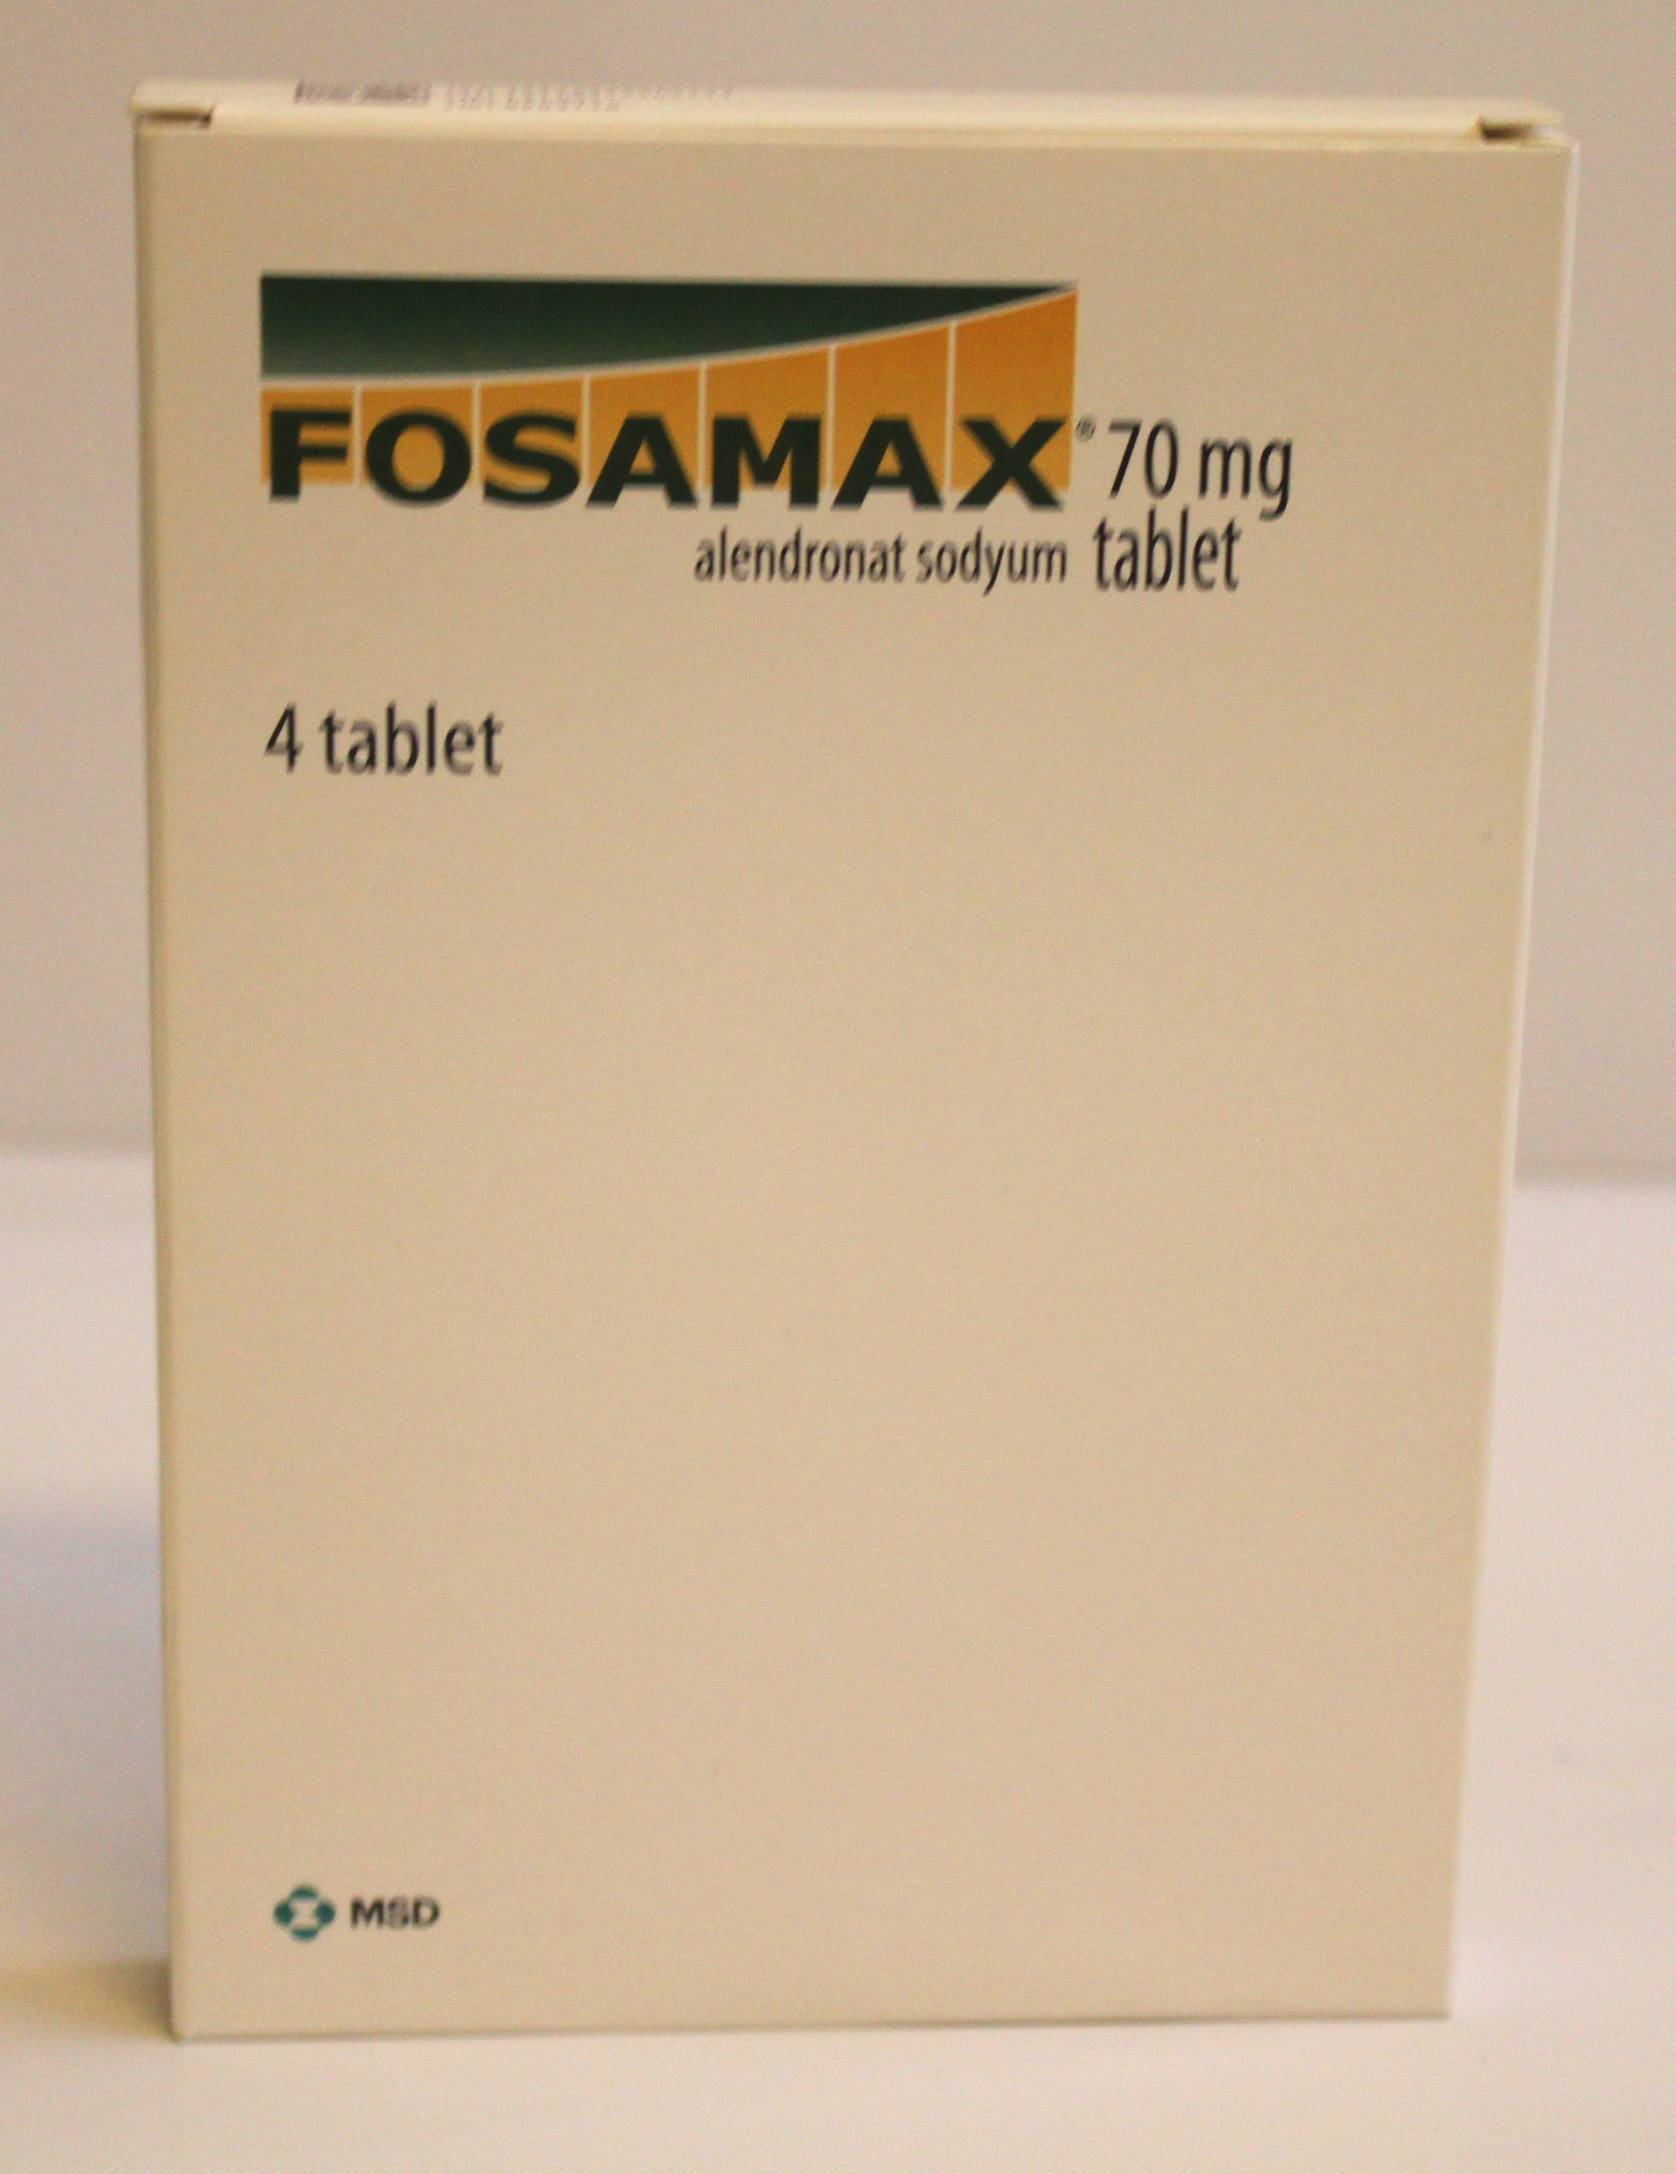 FOSAMAX® 70 mg
alendronat sodyum tablet
4 tablet
MSD